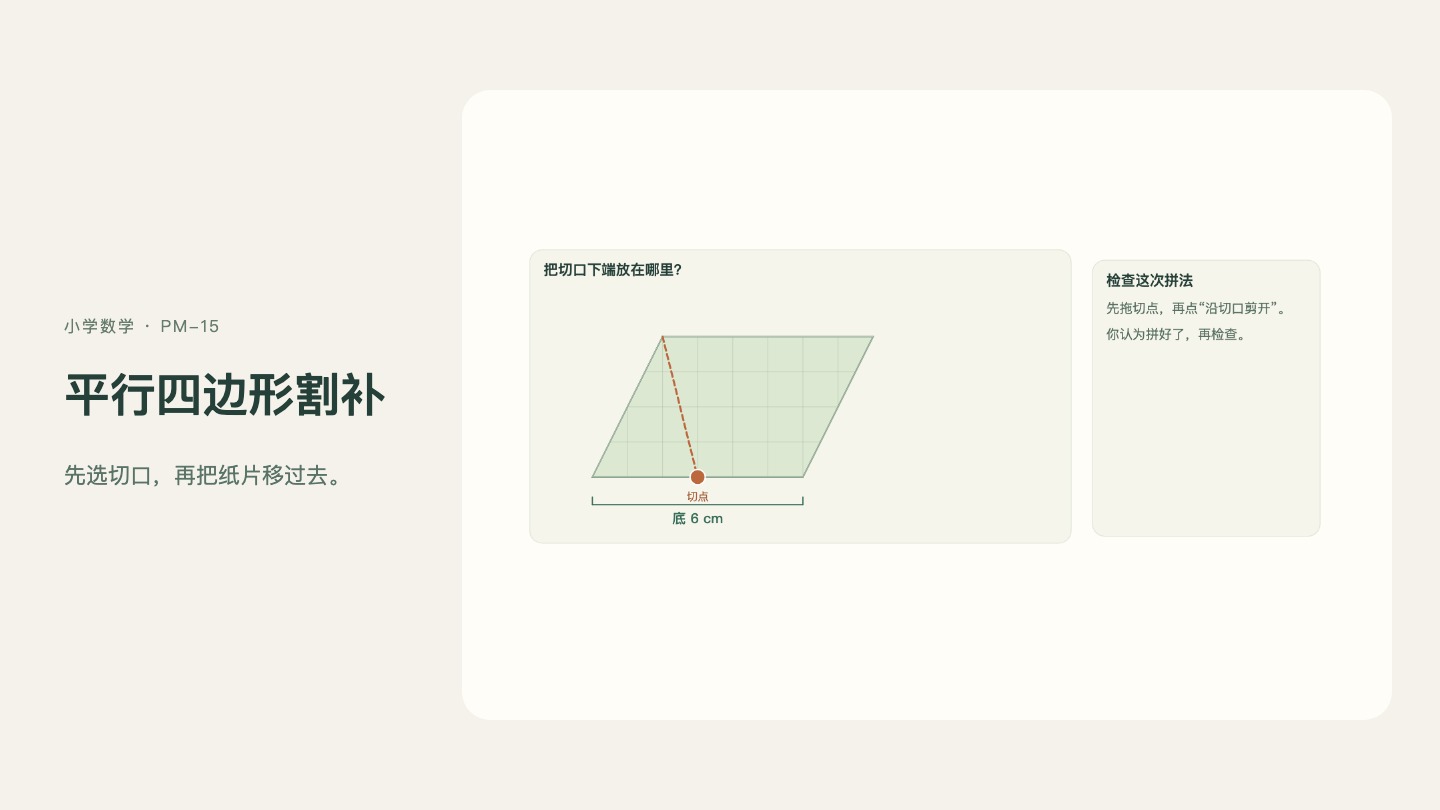 小学数学 · PM–15
平行四边形割补
先选切口，再把纸片移过去。
把切口下端放在哪里？
切点
底 6 cm
检查这次拼法
先拖切点，再点“沿切口剪开”。
你认为拼好了，再检查。